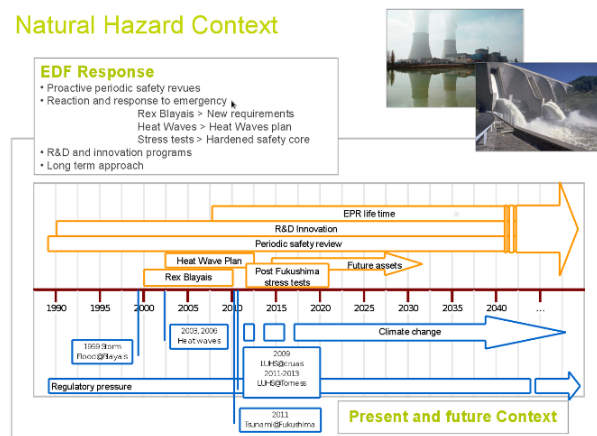 Natural Hazard Context
EDF Response
• Proactive periodic safety revues
• Reaction and response to emergency
Rex Blayais > New requirements
Heat Waves > Heat Waves plan
Stress tests > Hardened safety core
• R&D and innovation programs
• Long term approach
EPR life time
R&D Innovation
Periodic safety review
Heat Wave Plan
Future assets
Rex Blayais
Post Fukushima
stress tests
1990 1995 2000 2005 2010 2015 2020 2025 2030 2035 2040 ...
1999 Storm
Flood@Blayais
2003, 2006
Heat waves
Climate change
2009
LUHS@cruas
2011-2013
LUHS@Torness
Regulatory pressure
2011
Tsunami@Fukushima
Present and future Context